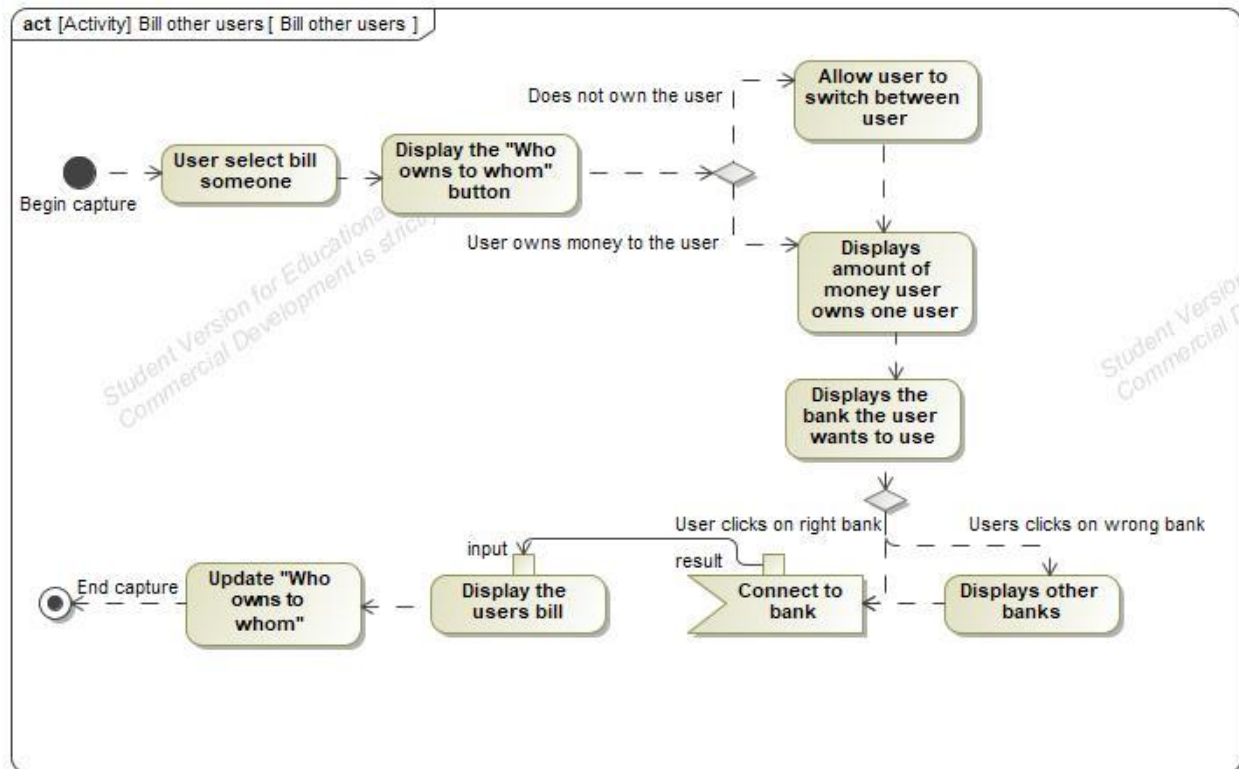 act [Activity] Bill other users [ Bill other users ]
Allow user to
switch between
user
Does not own the user
User select bill
someone
Display the "Who
owns to whom"
button
Begin capture
User owns money to the user
Displays
amount of
money user
owns one user
Student Version for Educational
Commercial Development is strictly
Student Version
Commercial
Displays the
bank the user
wants to use
User clicks on right bank
Users clicks on wrong bank
input
result
End capture
Update "Who
owns to
whom"
Display the
users bill
Connect to
bank
Displays other
banks